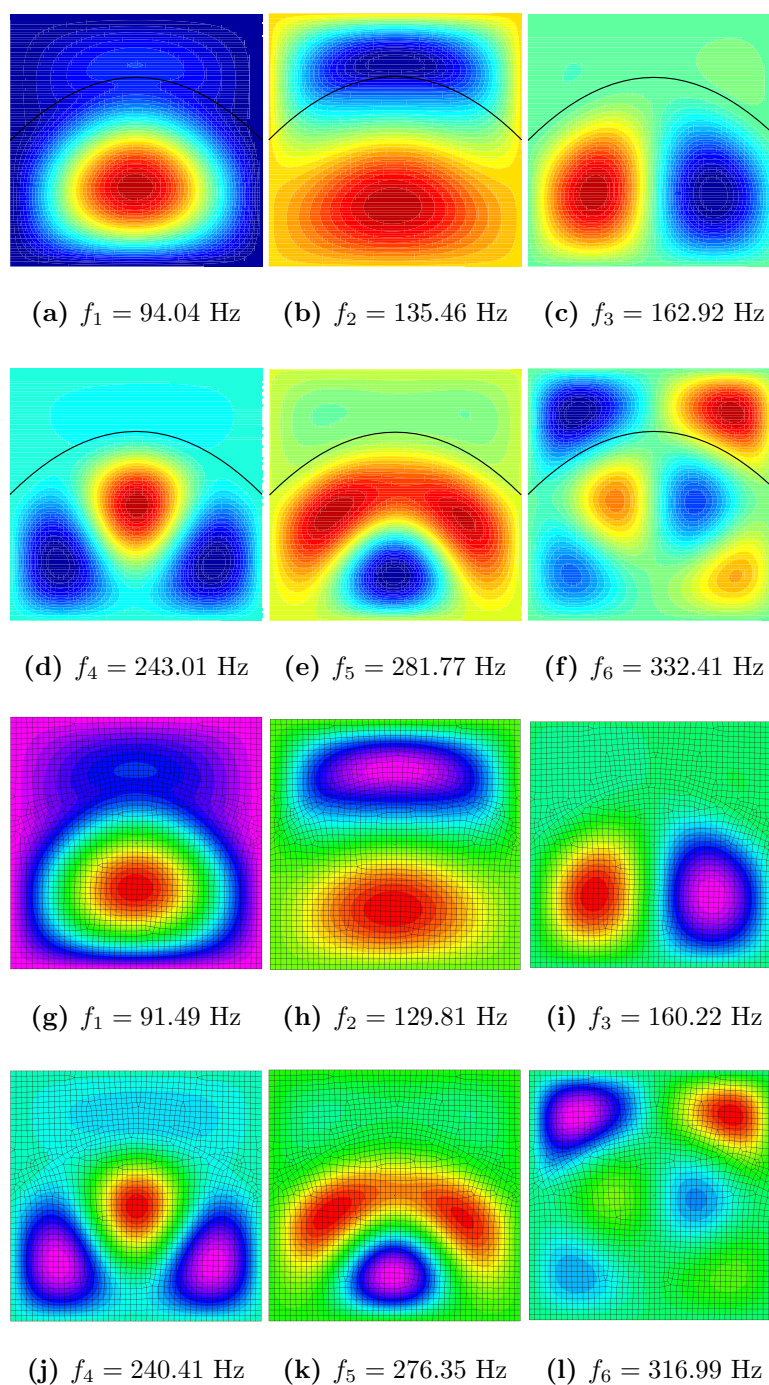 (a) f₁ = 94.04 Hz (b) f₂ = 135.46 Hz (c) f₃ = 162.92 Hz
(d) f₄ = 243.01 Hz (e) f₅ = 281.77 Hz (f) f₆ = 332.41 Hz
(g) f₁ = 91.49 Hz (h) f₂ = 129.81 Hz (i) f₃ = 160.22 Hz
(j) f₄ = 240.41 Hz (k) f₅ = 276.35 Hz (l) f₆ = 316.99 Hz